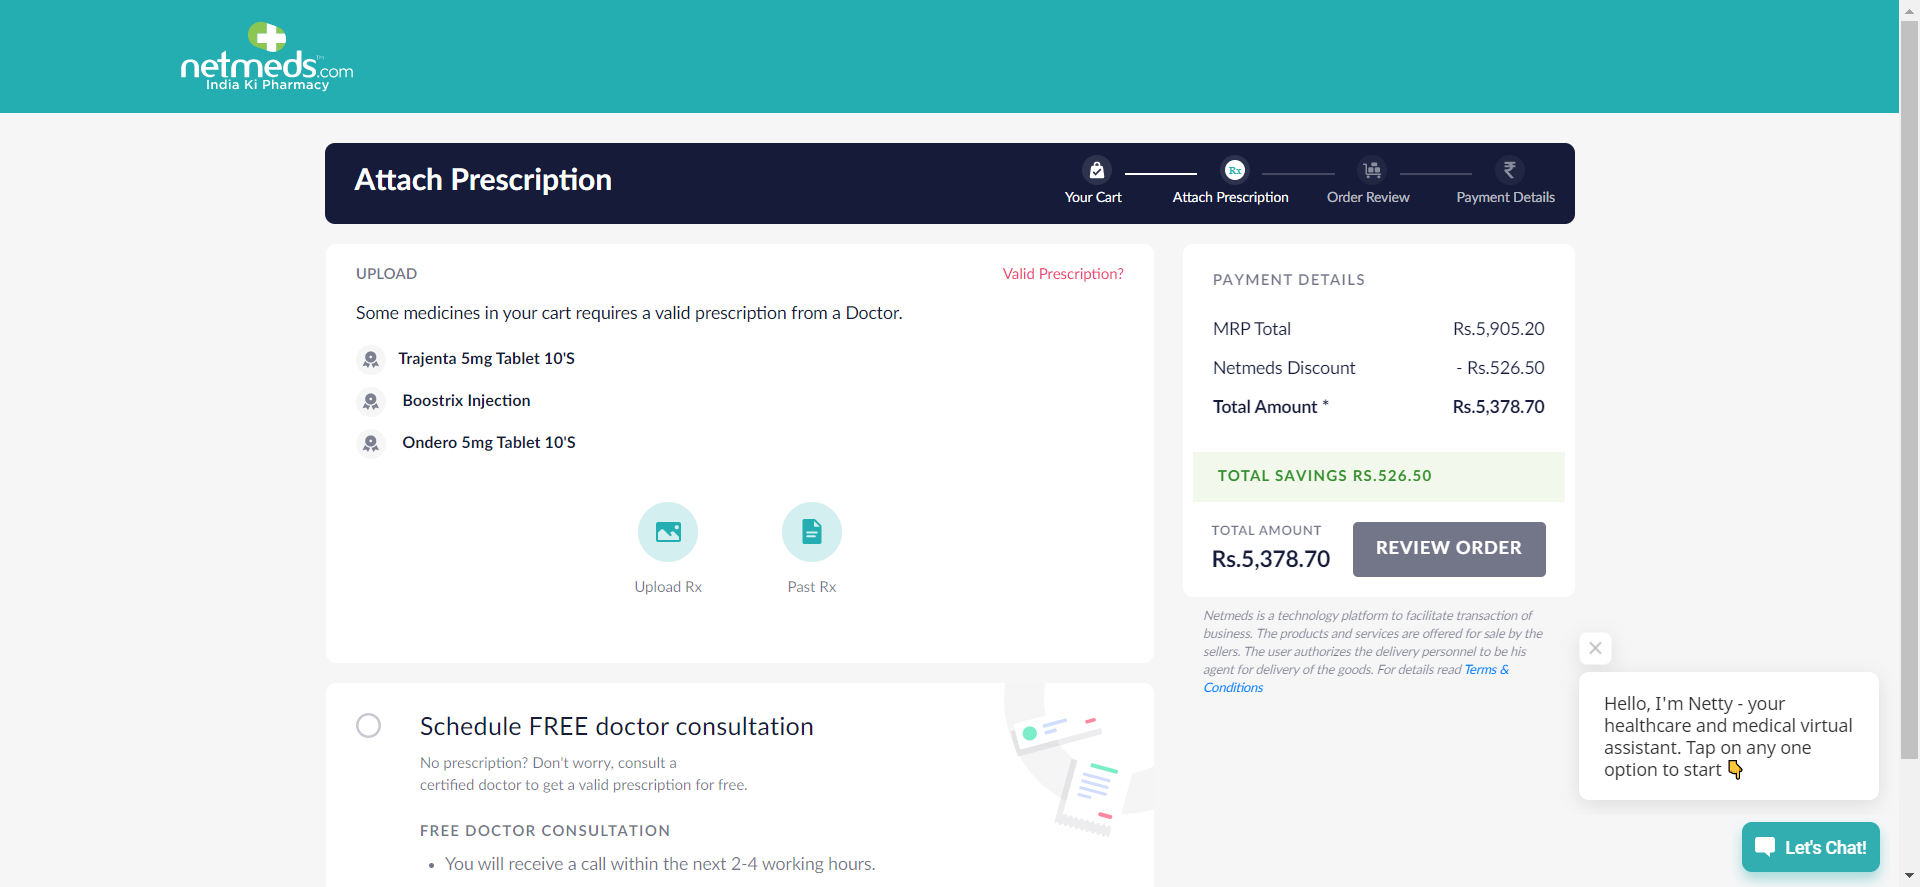 netmeds.com
India Ki Pharmacy
Attach Prescription
Your Cart
Rx
Attach Prescription
Order Review
₹
Payment Details
UPLOAD
Valid Prescription?
Some medicines in your cart requires a valid prescription from a Doctor.
Trajenta 5mg Tablet 10'S
Boostrix Injection
Ondero 5mg Tablet 10'S
Upload Rx
Past Rx
Schedule FREE doctor consultation
No prescription? Don't worry, consult a
certified doctor to get a valid prescription for free.
FREE DOCTOR CONSULTATION
• You will receive a call within the next 2-4 working hours.
PAYMENT DETAILS
MRP Total Rs.5,905.20
Netmeds Discount - Rs.526.50
Total Amount * Rs.5,378.70
TOTAL SAVINGS RS.526.50
TOTAL AMOUNT
Rs.5,378.70
REVIEW ORDER
Netmeds is a technology platform to facilitate transaction of
business. The products and services are offered for sale by the
sellers. The user authorizes the delivery personnel to be his
agent for delivery of the goods. For details read Terms &
Conditions
Hello, I'm Netty - your
healthcare and medical virtual
assistant. Tap on any one
option to start 👇
Let's Chat!